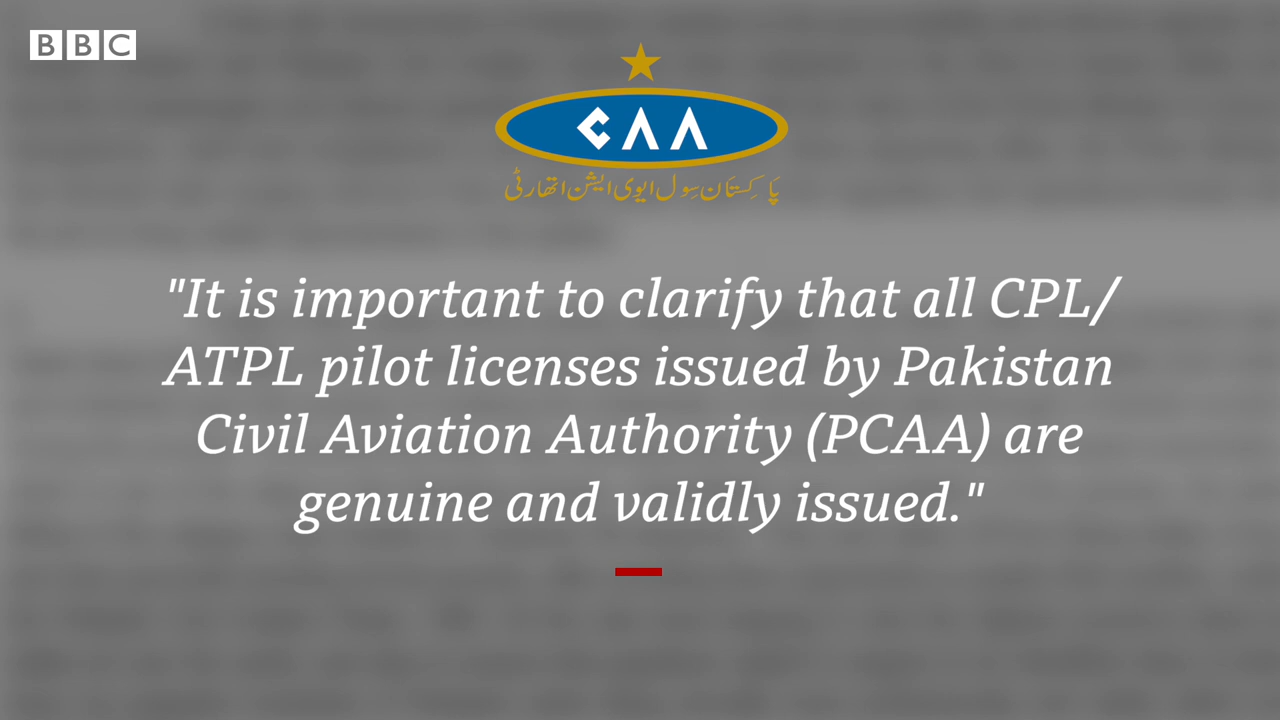 BBC
CAA
پاکستان سول ایوی ایشن اتھارٹی
"It is important to clarify that all CPL/
ATPL pilot licenses issued by Pakistan
Civil Aviation Authority (PCAA) are
genuine and validly issued."